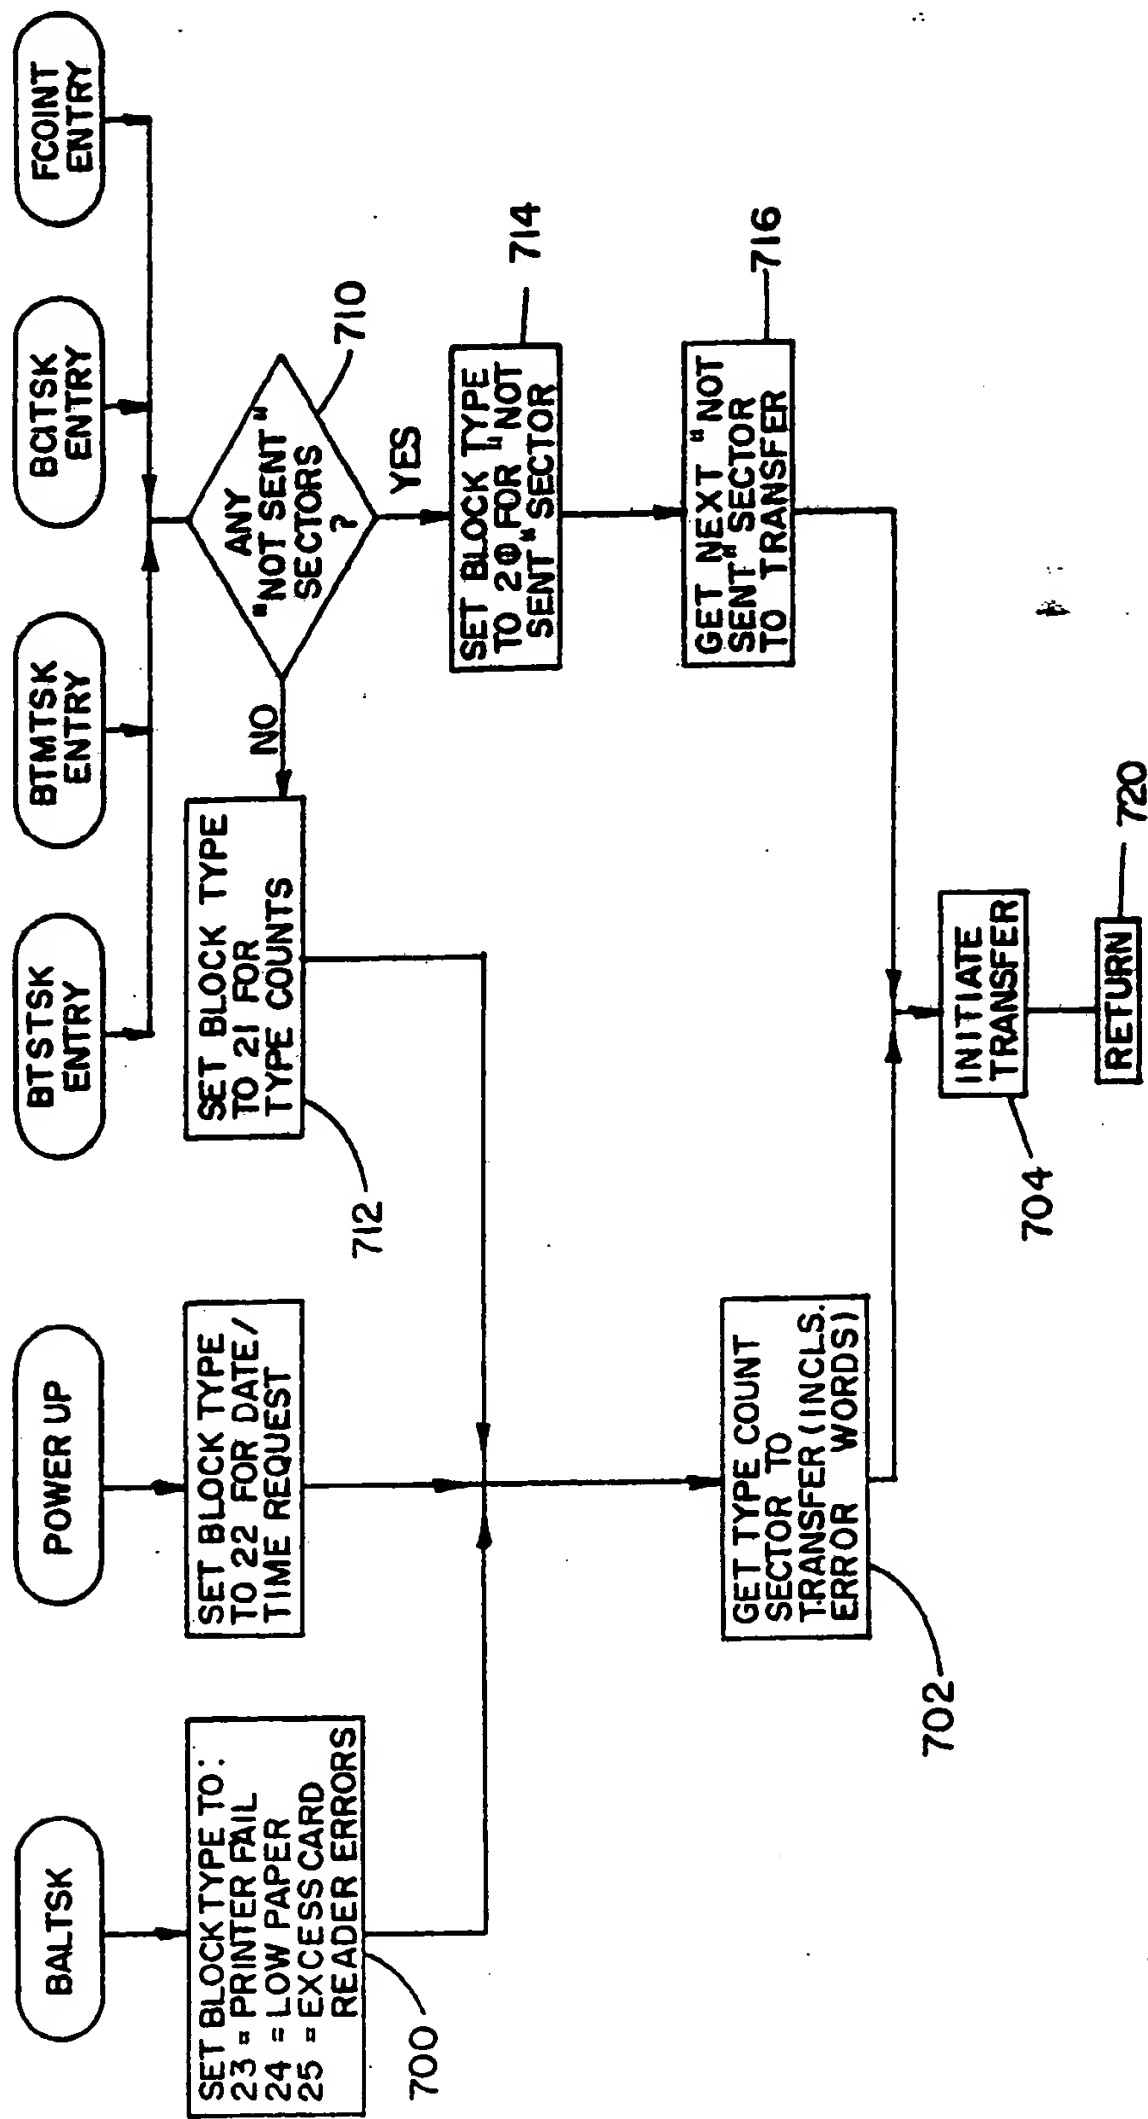 BALTSK
POWER UP
BTSTSK
ENTRY
BTMTSK
ENTRY
BCITSK
ENTRY
FCOINT
ENTRY
SET BLOCK TYPE TO:
23 = PRINTER FAIL
24 = LOW PAPER
25 = EXCESS CARD
READER ERRORS
700
SET BLOCK TYPE
TO 22 FOR DATE/
TIME REQUEST
SET BLOCK TYPE
TO 21 FOR
TYPE COUNTS
712
NO
ANY
"NOT SENT"
SECTORS
?
710
YES
SET BLOCK TYPE
TO 20 FOR "NOT
SENT" SECTOR
714
GET NEXT "NOT
SENT" SECTOR
TO TRANSFER
716
GET TYPE COUNT
SECTOR TO
TRANSFER (INCLS.
ERROR WORDS)
702
INITIATE
TRANSFER
704
RETURN
720